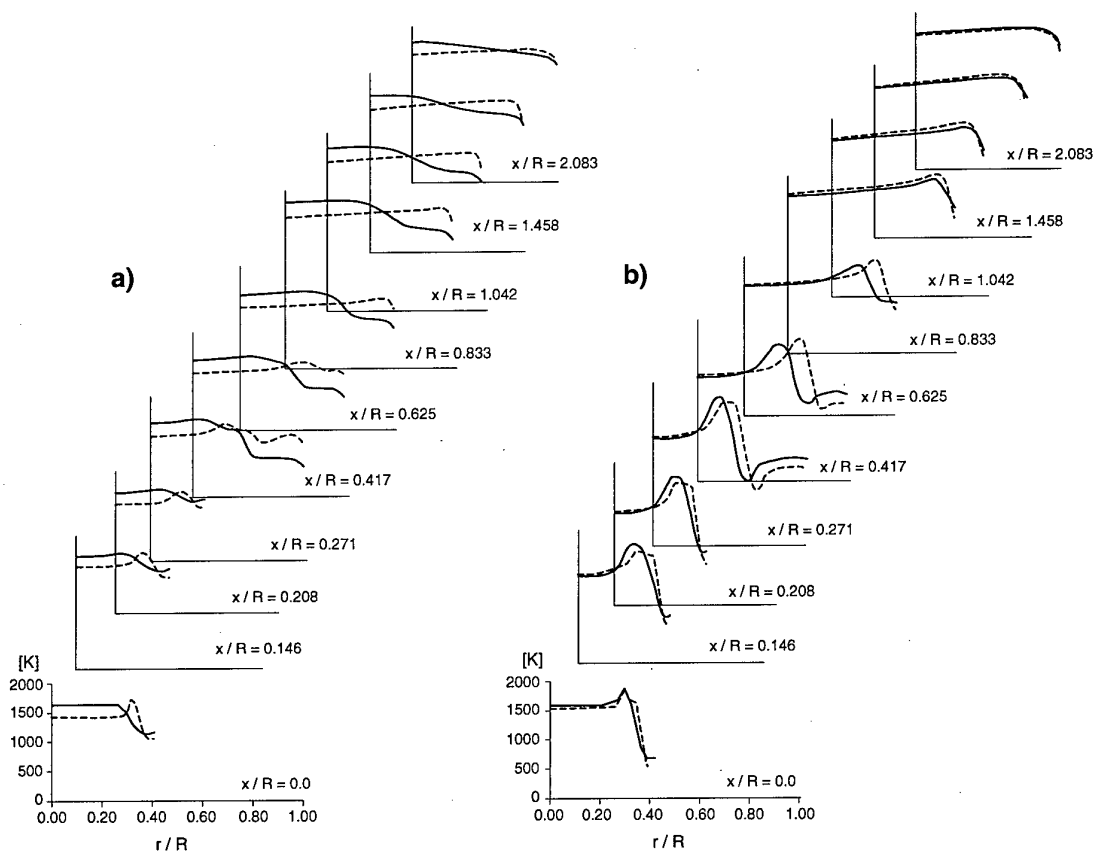 a)
x / R = 2.083
x / R = 1.458
x / R = 1.042
x / R = 0.833
x / R = 0.625
x / R = 0.417
x / R = 0.271
x / R = 0.208
x / R = 0.146
[K]
2000
1500
1000
500
0
x / R = 0.0
0.00 0.20 0.40 0.60 0.80 1.00
r / R
b)
x / R = 2.083
x / R = 1.458
x / R = 1.042
x / R = 0.833
x / R = 0.625
x / R = 0.417
x / R = 0.271
x / R = 0.208
x / R = 0.146
[K]
2000
1500
1000
500
0
x / R = 0.0
0.00 0.20 0.40 0.60 0.80 1.00
r / R